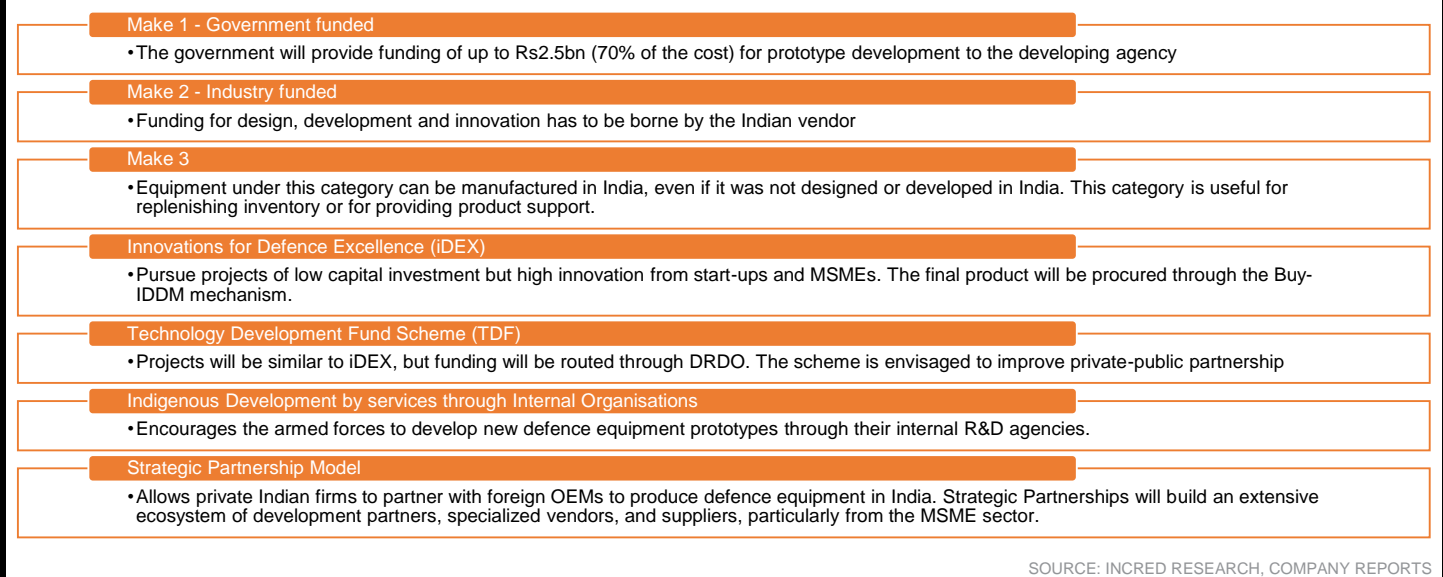 Make 1 - Government funded
•The government will provide funding of up to Rs2.5bn (70% of the cost) for prototype development to the developing agency
Make 2 - Industry funded
•Funding for design, development and innovation has to be borne by the Indian vendor
Make 3
•Equipment under this category can be manufactured in India, even if it was not designed or developed in India. This category is useful for
replenishing inventory or for providing product support.
Innovations for Defence Excellence (iDEX)
•Pursue projects of low capital investment but high innovation from start-ups and MSMEs. The final product will be procured through the Buy-
IDDM mechanism.
Technology Development Fund Scheme (TDF)
•Projects will be similar to iDEX, but funding will be routed through DRDO. The scheme is envisaged to improve private-public partnership
Indigenous Development by services through Internal Organisations
•Encourages the armed forces to develop new defence equipment prototypes through their internal R&D agencies.
Strategic Partnership Model
•Allows private Indian firms to partner with foreign OEMs to produce defence equipment in India. Strategic Partnerships will build an extensive
ecosystem of development partners, specialized vendors, and suppliers, particularly from the MSME sector.
SOURCE: INCRED RESEARCH, COMPANY REPORTS